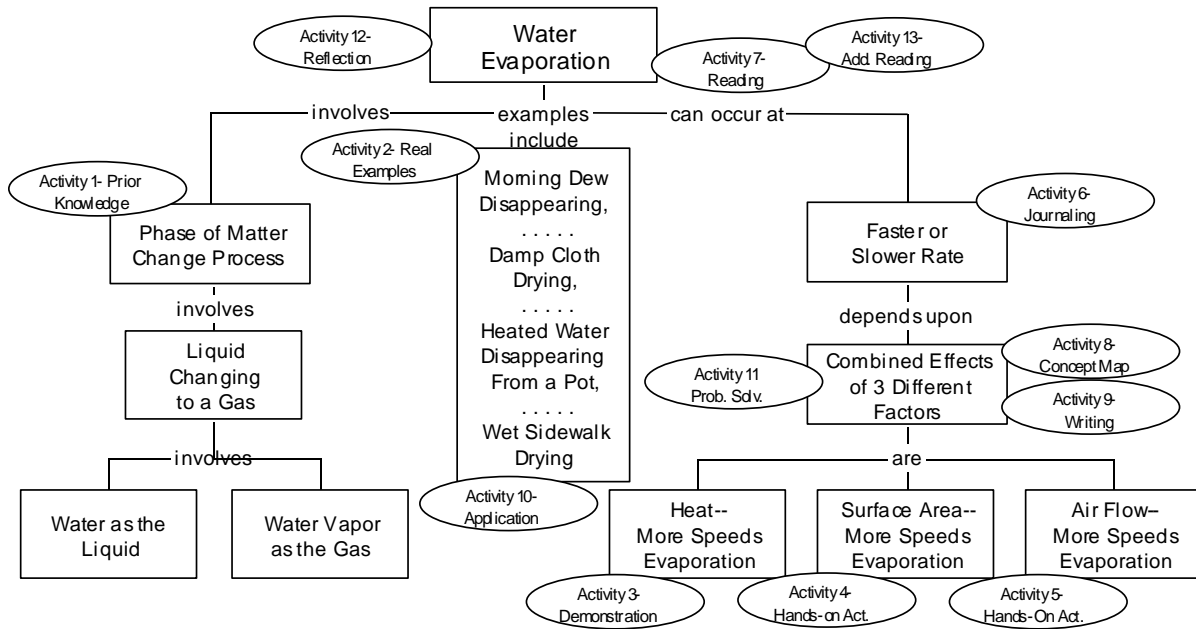 Activity 12-
Reflection
Water
Evaporation
Activity 7-
Reading
Activity 13-
Add. Reading
involves
examples
include
can occur at
Activity 1- Prior
Knowledge
Activity 2- Real
Examples
Activity 6-
Journaling
Phase of Matter
Change Process
Morning Dew
Disappearing,
. . . . .
Damp Cloth
Drying,
. . . . .
Heated Water
Disappearing
From a Pot,
. . . . .
Wet Sidewalk
Drying
Faster or
Slower Rate
involves
depends upon
Liquid
Changing
to a Gas
Activity 11
Prob. Solv.
Combined Effects
of 3 Different
Factors
Activity 8-
Concept Map
Activity 9-
Writing
involves
are
Water as the
Liquid
Water Vapor
as the Gas
Activity 10-
Application
Heat--
More Speeds
Evaporation
Surface Area--
More Speeds
Evaporation
Air Flow--
More Speeds
Evaporation
Activity 3-
Demonstration
Activity 4-
Hands-on Act.
Activity 5-
Hands-On Act.